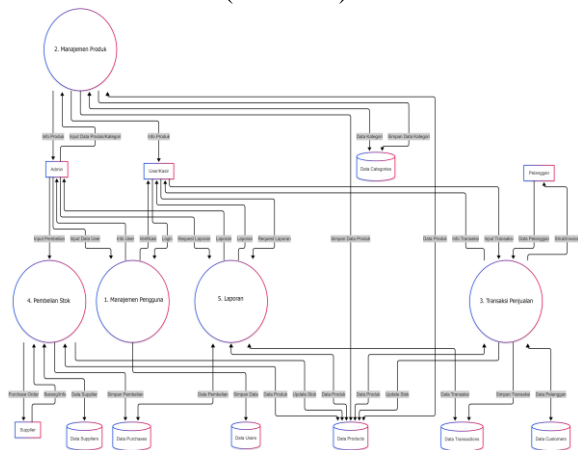 2. Manajemen Produk
Info Produk
Input Data Produk/Kategori
Info Produk
Data Kategori
Simpan Data Kategori
Admin
User/Kasir
Data Categories
Pelanggan
Input Pembelian
Input Data User
Info User
Verifikasi
Login
Request Laporan
Laporan
Laporan
Request Laporan
Simpan Data Produk
Data Produk
Info Transaksi
Input Transaksi
Data Pelanggan
4. Pembelian Stok
1. Manajemen Pengguna
5. Laporan
3. Transaksi Penjualan
Purchase Order
Data Supplier
Simpan Pembelian
Data Pembelian
Simpan Data
Data Produk
Update Stok
Data Produk
Data Produk
Update Stok
Data Transaksi
Simpan Transaksi
Data Pelanggan
Supplier
Data Suppliers
Data Purchases
Data Users
Data Products
Data Transactions
Data Customers